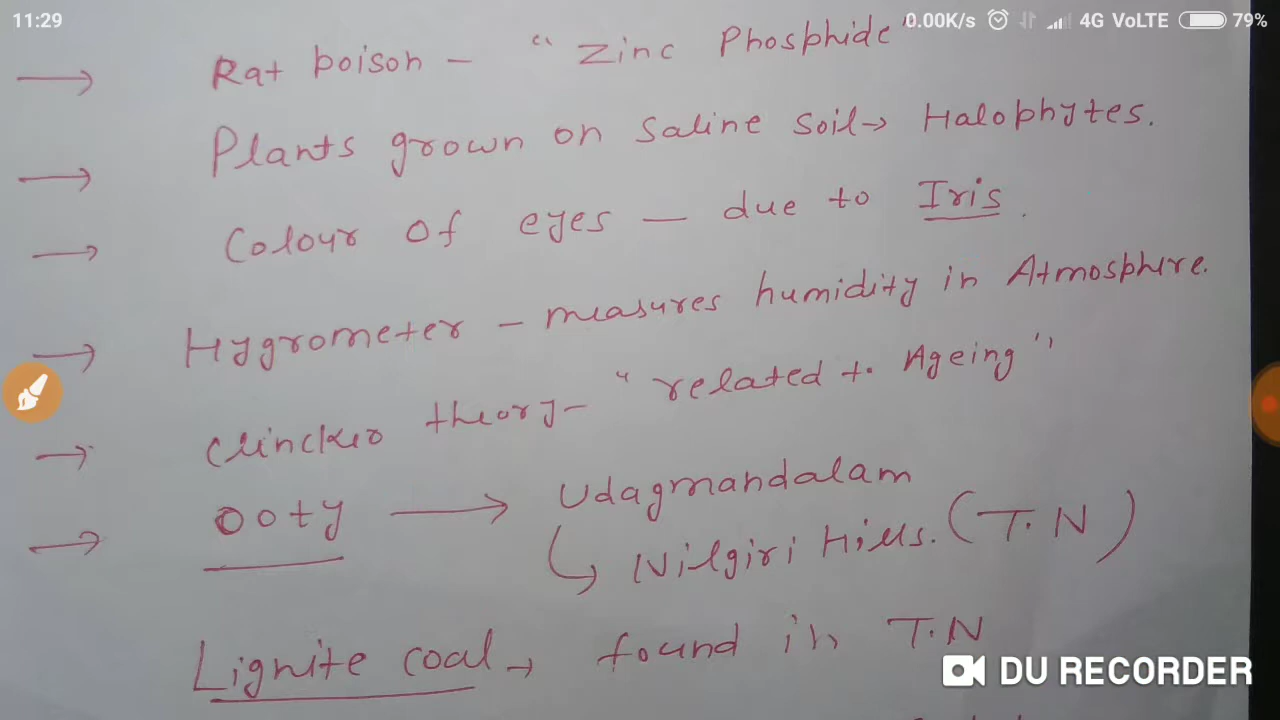 11:29 0.00K/s 4G VoLTE 79%
→ Rat poison - "Zinc Phosphide"
→ Plants grown on saline soil → Halophytes.
→ Colour of eyes — due to Iris.
→ Hygrometer - measures humidity in Atmosphere.
→ Clincker theory - "related to Ageing"
→ Ooty → Udagmandalam
↳ Nilgiri Hills. (T.N)
Lignite coal → found in T.N
DU RECORDER